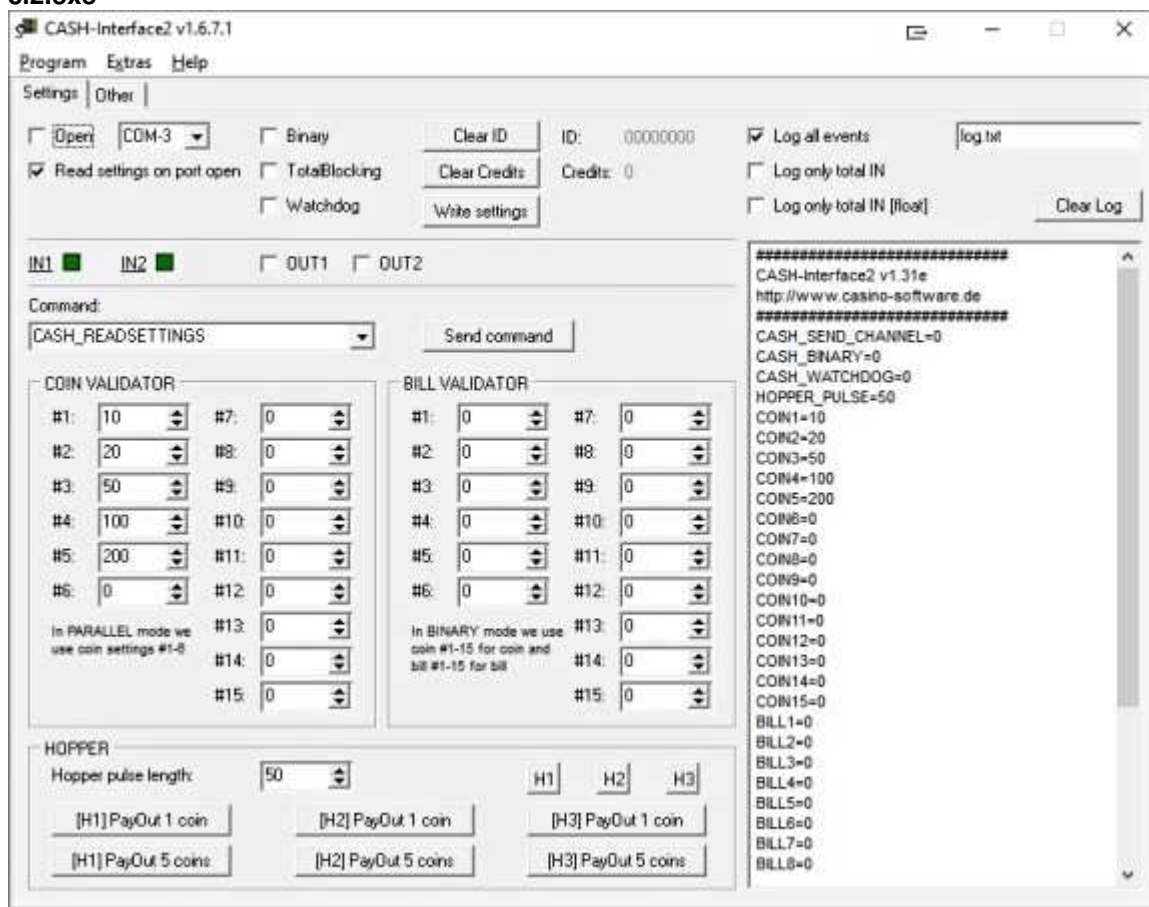 CASH-Interface2 v1.6.7.1
Program Extras Help
Settings Other
Open COM-3 Binary Clear ID ID: 00000000 Log all events log.txt
Read settings on port open TotalBlocking Clear Credits Credits: 0 Log only total IN
Watchdog Write settings Log only total IN [float] Clear Log
IN1 IN2 OUT1 OUT2
Command:
CASH_READSETTINGS Send command
COIN VALIDATOR
#1: 10 #7: 0
#2: 20 #8: 0
#3: 50 #9: 0
#4: 100 #10: 0
#5: 200 #11: 0
#6: 0 #12: 0
In PARALLEL mode we #13: 0
use coin settings #1-6 #14: 0
#15: 0
BILL VALIDATOR
#1: 0 #7: 0
#2: 0 #8: 0
#3: 0 #9: 0
#4: 0 #10: 0
#5: 0 #11: 0
#6: 0 #12: 0
In BINARY mode we use #13: 0
coin #1-15 for coin and
bill #1-15 for bill #14: 0
#15: 0
HOPPER
Hopper pulse length: 50 H1 H2 H3
[H1] PayOut 1 coin [H2] PayOut 1 coin [H3] PayOut 1 coin
[H1] PayOut 5 coins [H2] PayOut 5 coins [H3] PayOut 5 coins
##############################
CASH-Interface2 v1.31e
http://www.casino-software.de
##############################
CASH_SEND_CHANNEL=0
CASH_BINARY=0
CASH_WATCHDOG=0
HOPPER_PULSE=50
COIN1=10
COIN2=20
COIN3=50
COIN4=100
COIN5=200
COIN6=0
COIN7=0
COIN8=0
COIN9=0
COIN10=0
COIN11=0
COIN12=0
COIN13=0
COIN14=0
COIN15=0
BILL1=0
BILL2=0
BILL3=0
BILL4=0
BILL5=0
BILL6=0
BILL7=0
BILL8=0